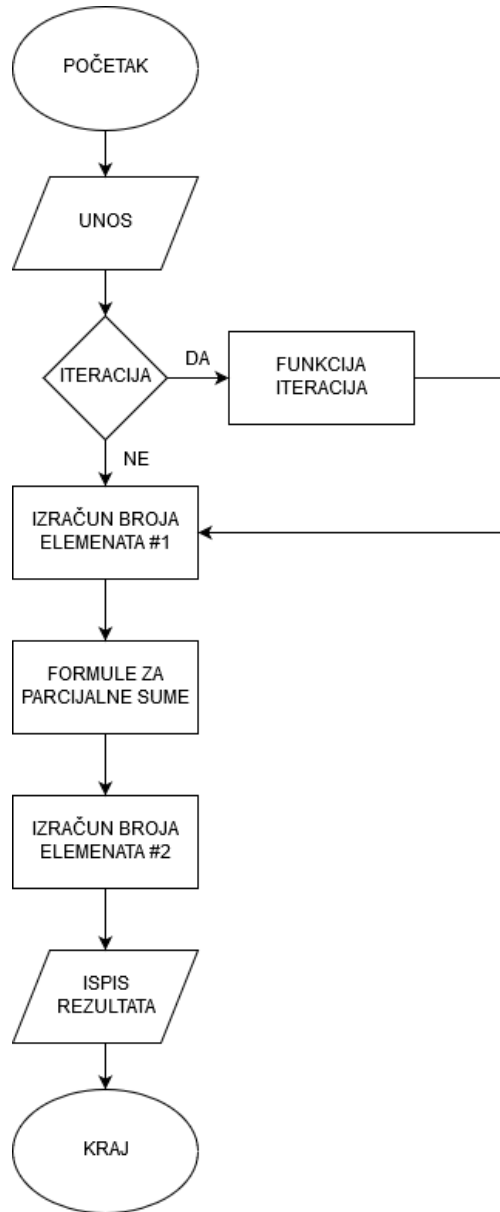 POČETAK
UNOS
ITERACIJA
DA
FUNKCIJA
ITERACIJA
NE
IZRAČUN BROJA
ELEMENATA #1
FORMULE ZA
PARCIJALNE SUME
IZRAČUN BROJA
ELEMENATA #2
ISPIS
REZULTATA
KRAJ